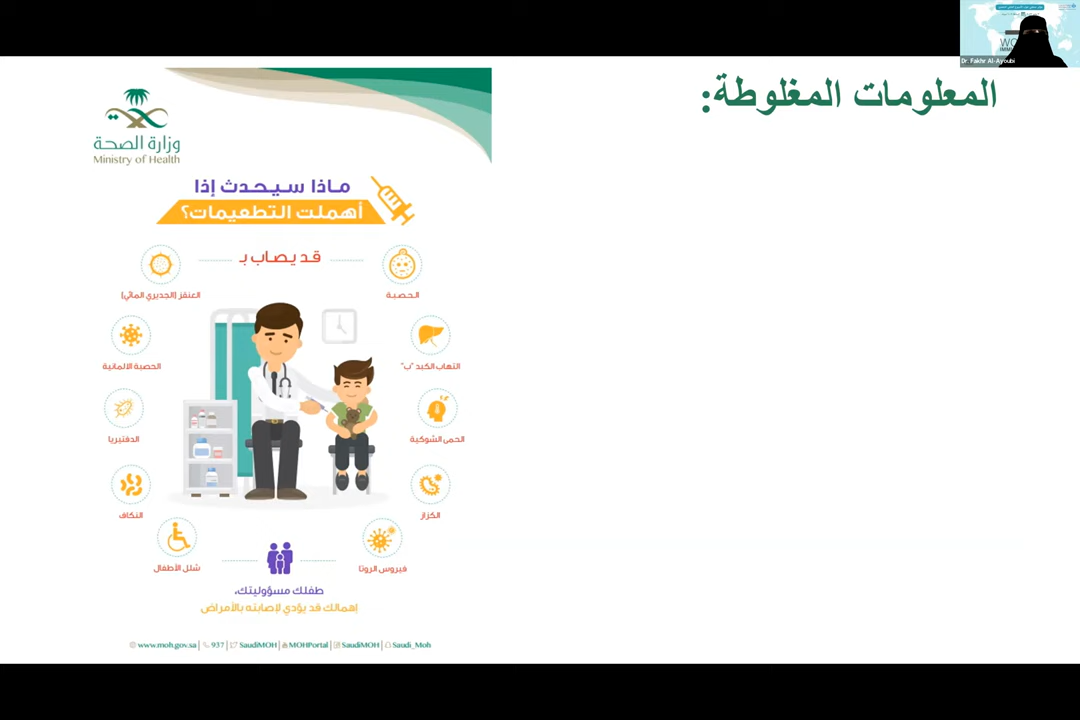 المعلومات المغلوطة:
Dr. Fakhr Al-Ayoubi
وزارة الصحة
Ministry of Health
ماذا سيحدث إذا
أهملت التطعيمات؟
قد يصاب بـ
الحصبة
العنقز (الجديري المائي)
التهاب الكبد "ب"
الحصبة الالمانية
الحمى الشوكية
الدفتيريا
الكزاز
النكاف
فيروس الروتا
شلل الأطفال
طفلك مسؤوليتك،
إهمالك قد يؤدي لإصابته بالأمراض
www.moh.gov.sa | 937 | SaudiMOH | MOHPortal | SaudiMOH | Saudi_Moh